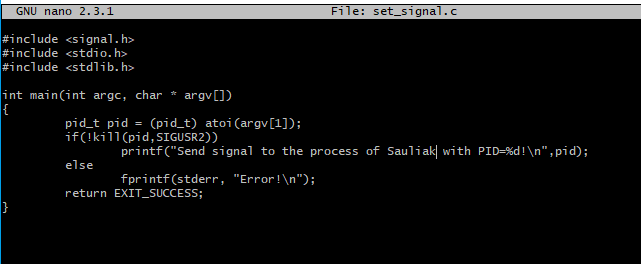 GNU nano 2.3.1 File: set_signal.c
#include <signal.h>
#include <stdio.h>
#include <stdlib.h>
int main(int argc, char * argv[])
{
pid_t pid = (pid_t) atoi(argv[1]);
if(!kill(pid,SIGUSR2))
printf("Send signal to the process of Sauliak with PID=%d!\n",pid);
else
fprintf(stderr, "Error!\n");
return EXIT_SUCCESS;
}